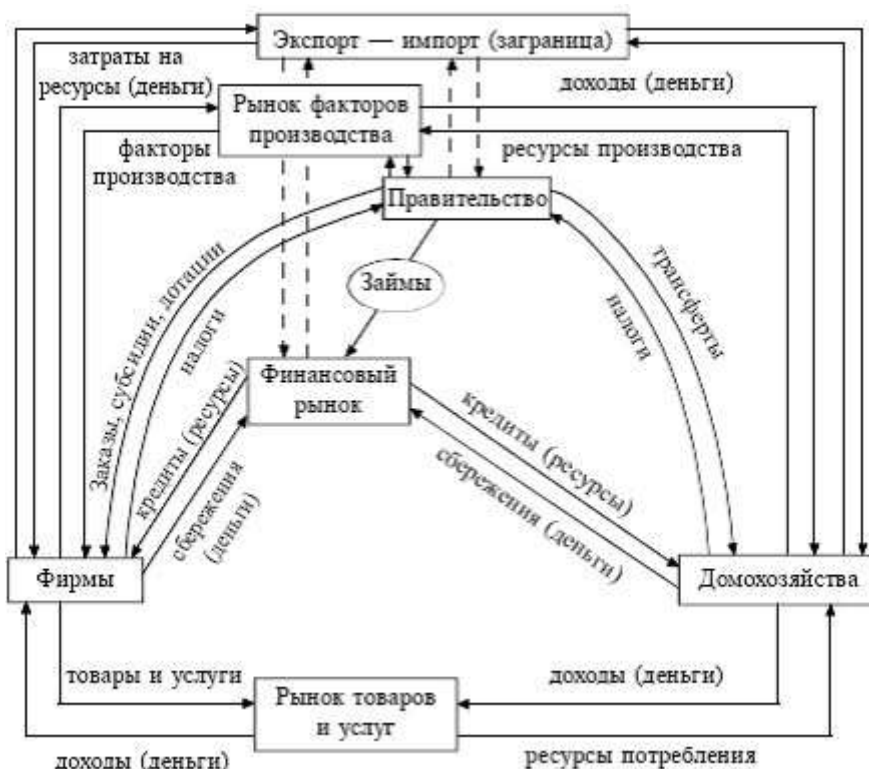 Экспорт — импорт (заграница)
затраты на
ресурсы (деньги)
доходы (деньги)
Рынок факторов
производства
факторы
производства
ресурсы производства
Правительство
Займы
Заказы, субсидии, дотации
налоги
трансферты
налоги
Финансовый
рынок
кредиты (ресурсы)
сбережения
(деньги)
кредиты (ресурсы)
сбережения (деньги)
Фирмы
Домохозяйства
товары и услуги
доходы (деньги)
Рынок товаров
и услуг
доходы (деньги)
ресурсы потребления